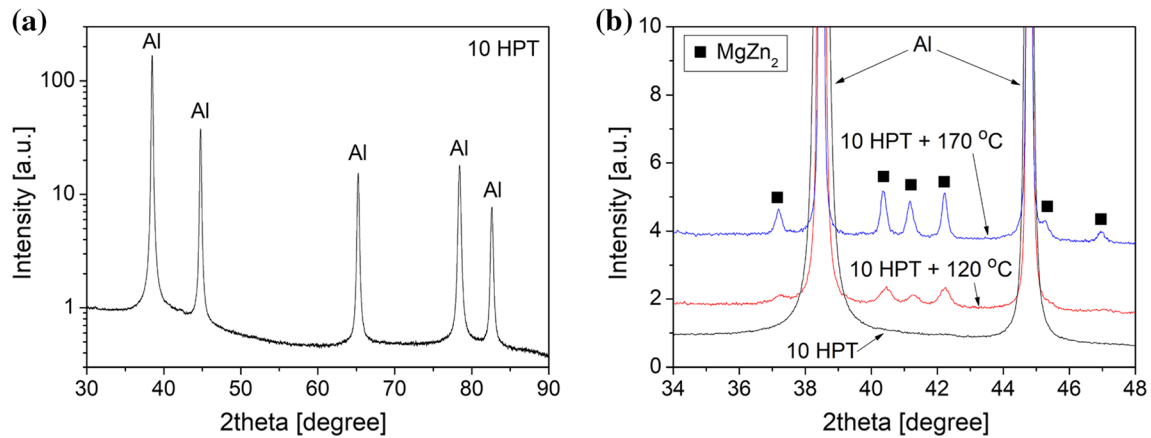 (a)
10 HPT
Al
Al
Al
Al
Al
100
10
1
Intensity [a.u.]
30 40 50 60 70 80 90
2theta [degree]
(b)
■ MgZn₂
Al
10 HPT + 170 °C
10 HPT + 120 °C
10 HPT
10
8
6
4
2
0
Intensity [a.u.]
34 36 38 40 42 44 46 48
2theta [degree]